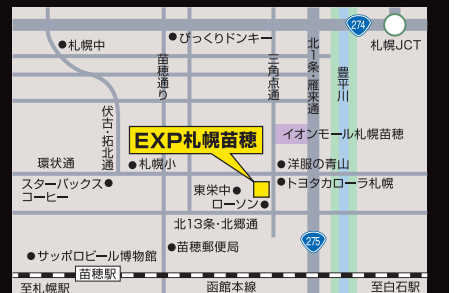 274
札幌中
びっくりドンキー
札幌JCT
苗穂通り
三角点通
北1条・雁来通
豊平川
伏古・拓北通
イオンモール札幌苗穂
EXP札幌苗穂
環状通
札幌小
洋服の青山
スターバックス
コーヒー
東栄中
トヨタカローラ札幌
ローソン
北13条・北郷通
苗穂郵便局
275
サッポロビール博物館
苗穂駅
至札幌駅
函館本線
至白石駅